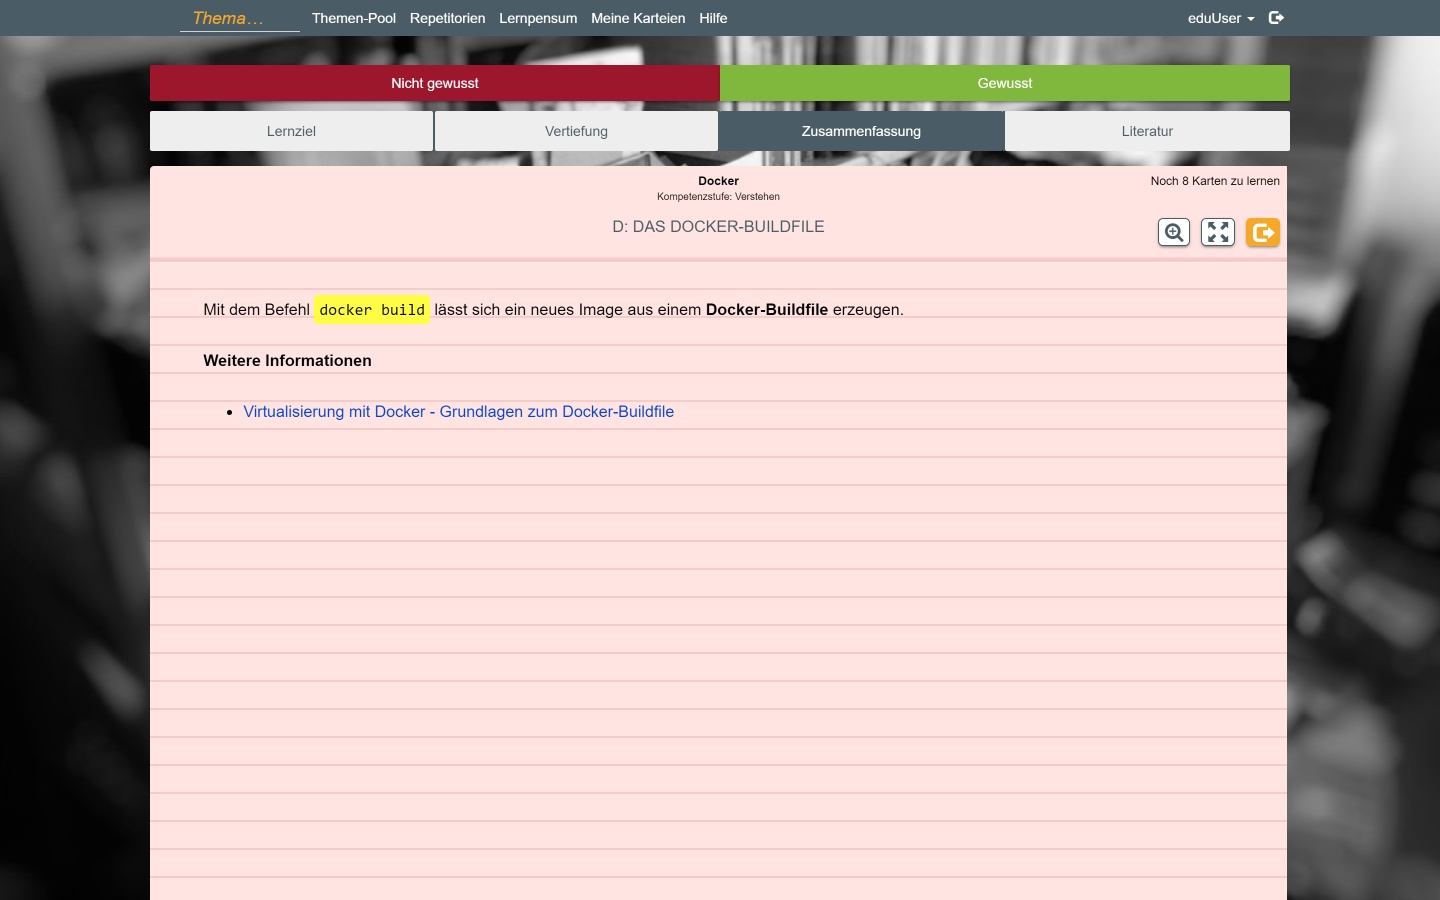 Thema… Themen-Pool Repetitorien Lernpensum Meine Karteien Hilfe eduUser
Nicht gewusst Gewusst
Lernziel Vertiefung Zusammenfassung Literatur
Docker Noch 8 Karten zu lernen
Kompetenzstufe: Verstehen
D: DAS DOCKER-BUILDFILE
Mit dem Befehl docker build lässt sich ein neues Image aus einem Docker-Buildfile erzeugen.
Weitere Informationen
• Virtualisierung mit Docker - Grundlagen zum Docker-Buildfile